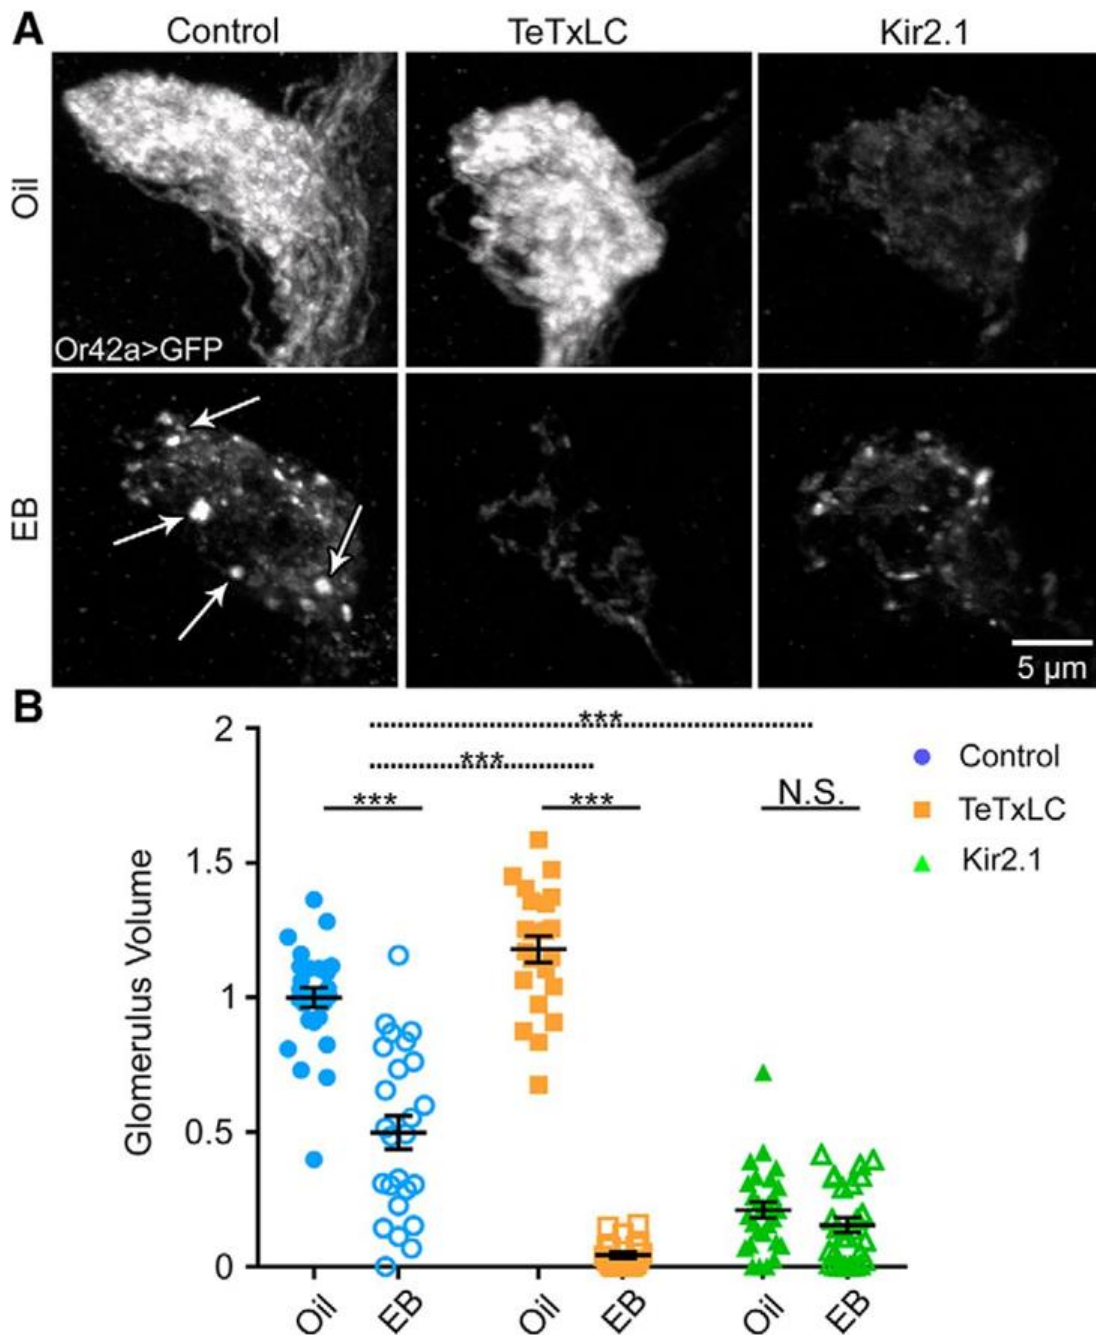 A
Control
TeTxLC
Kir2.1
Oil
Or42a>GFP
EB
5 µm
B
2
***
***
***
***
N.S.
Control
TeTxLC
Kir2.1
1.5
1
0.5
0
Glomerulus Volume
Oil
EB
Oil
EB
Oil
EB